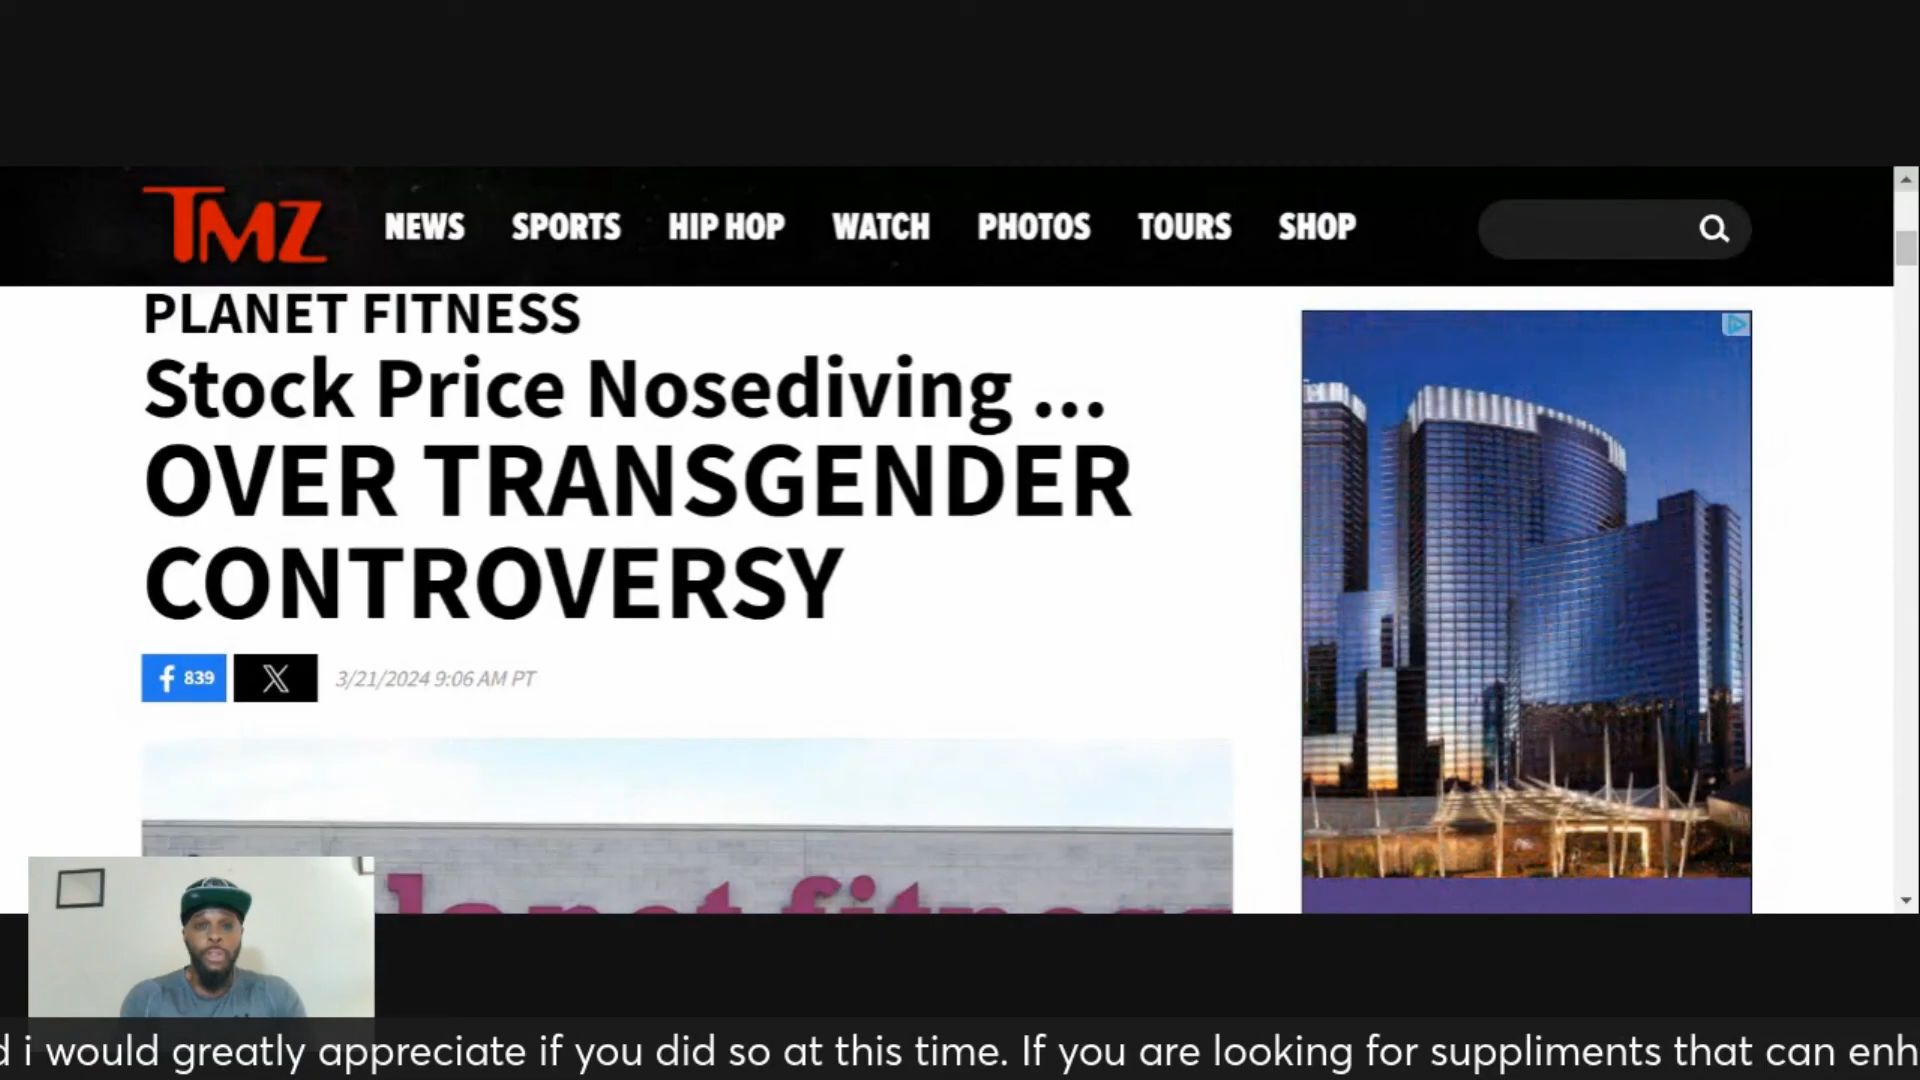 TMZ
NEWS SPORTS HIP HOP WATCH PHOTOS TOURS SHOP
PLANET FITNESS
Stock Price Nosediving ...
OVER TRANSGENDER
CONTROVERSY
839
3/21/2024 9:06 AM PT
planet fitness
d i would greatly appreciate if you did so at this time. If you are looking for suppliments that can enh